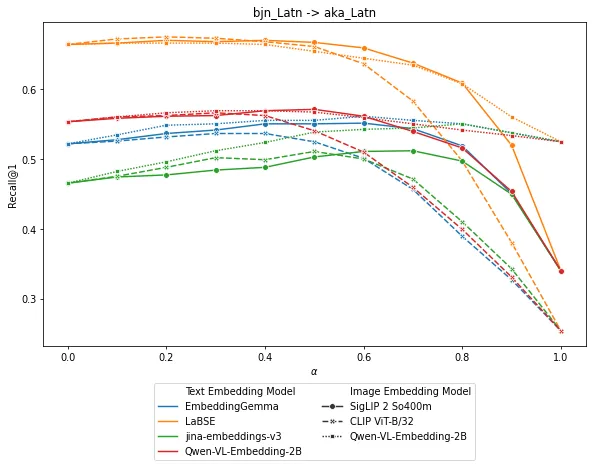 bjn_Latn -> aka_Latn
Recall@1
0.6
0.5
0.4
0.3
0.0
0.2
0.4
0.6
0.8
1.0
α
Text Embedding Model
EmbeddingGemma
LaBSE
jina-embeddings-v3
Qwen-VL-Embedding-2B
Image Embedding Model
SigLIP 2 So400m
CLIP ViT-B/32
Qwen-VL-Embedding-2B